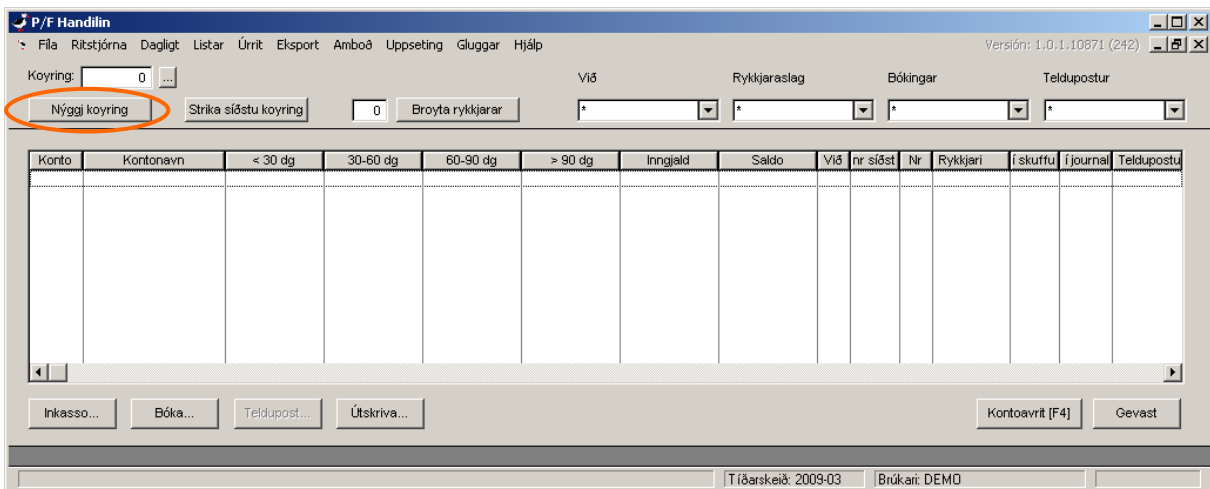 P/F Handilin
Fíla Ritstjórna Dagligt Listar Úrrit Eksport Amboð Uppseting Gluggar Hjálp Versión: 1.0.1.10871 (242)
Koyring: 0 ... Við Rykkjaraslag Bókingar Teldupostur
Nýggj koyring Strika síðstu koyring 0 Broyta rykkjarar * * * *
Konto Kontonavn < 30 dg 30-60 dg 60-90 dg > 90 dg Inngjald Saldo Við nr síðst Nr Rykkjari í skuffu í journal Teldupostu
Inkasso... Bóka... Teldupost... Útskriva... Kontoavrit [F4] Gevast
Tíðarskeið: 2009-03 Brúkari: DEMO